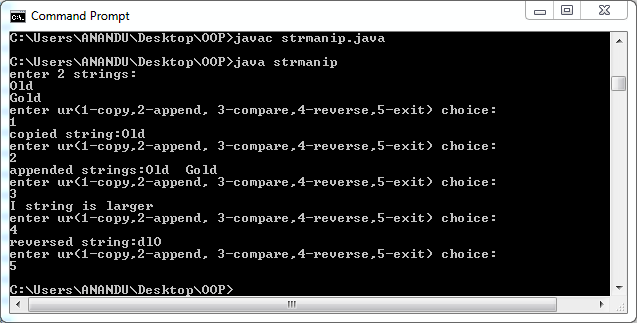 Command Prompt
C:\Users\ANANDU\Desktop\OOP>javac strmanip.java
C:\Users\ANANDU\Desktop\OOP>java strmanip
enter 2 strings:
Old
Gold
enter ur(1-copy,2-append, 3-compare,4-reverse,5-exit) choice:
1
copied string:Old
enter ur(1-copy,2-append, 3-compare,4-reverse,5-exit) choice:
2
appended strings:Old  Gold
enter ur(1-copy,2-append, 3-compare,4-reverse,5-exit) choice:
3
I string is larger
enter ur(1-copy,2-append, 3-compare,4-reverse,5-exit) choice:
4
reversed string:dlO
enter ur(1-copy,2-append, 3-compare,4-reverse,5-exit) choice:
5
C:\Users\ANANDU\Desktop\OOP>